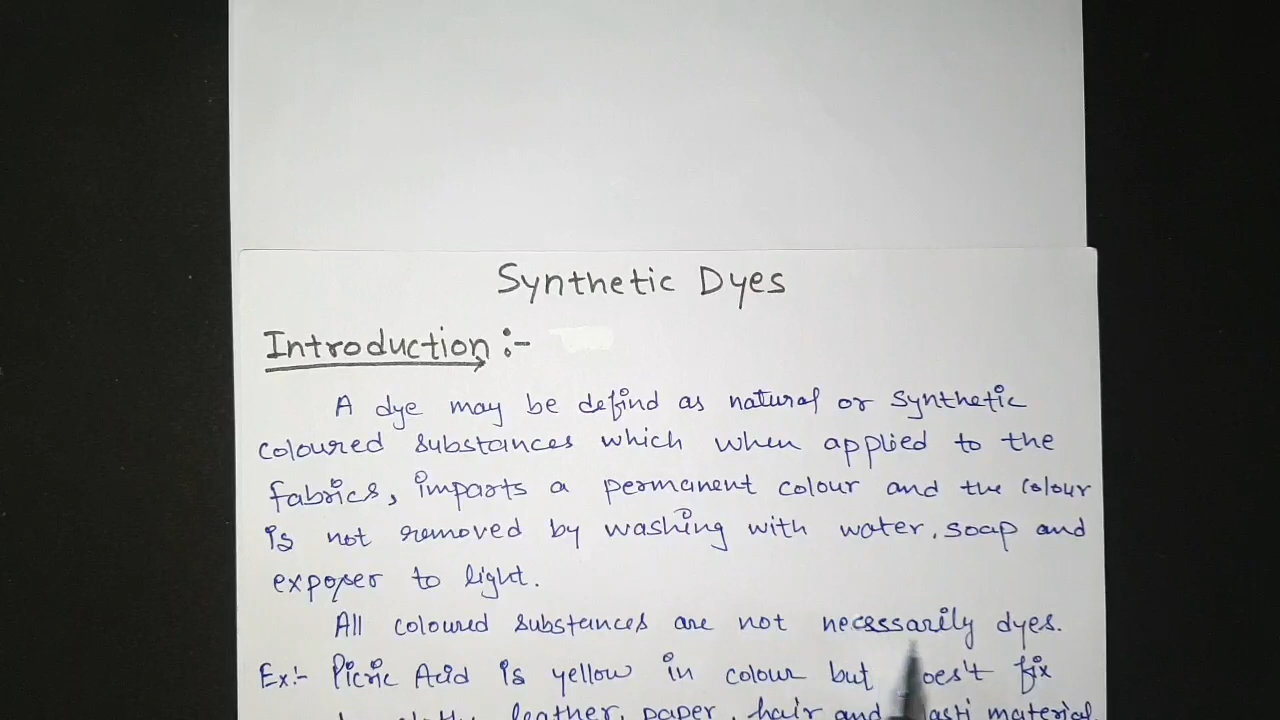 Synthetic Dyes
Introduction :-
A dye may be defind as natural or synthetic
coloured substances which when applied to the
fabrics, imparts a permanent colour and the colour
is not removed by washing with water, soap and
exposer to light.
All coloured substances are not necessarily dyes.
Ex:- Picric Acid is yellow in colour but fix
leather, paper, hair and material